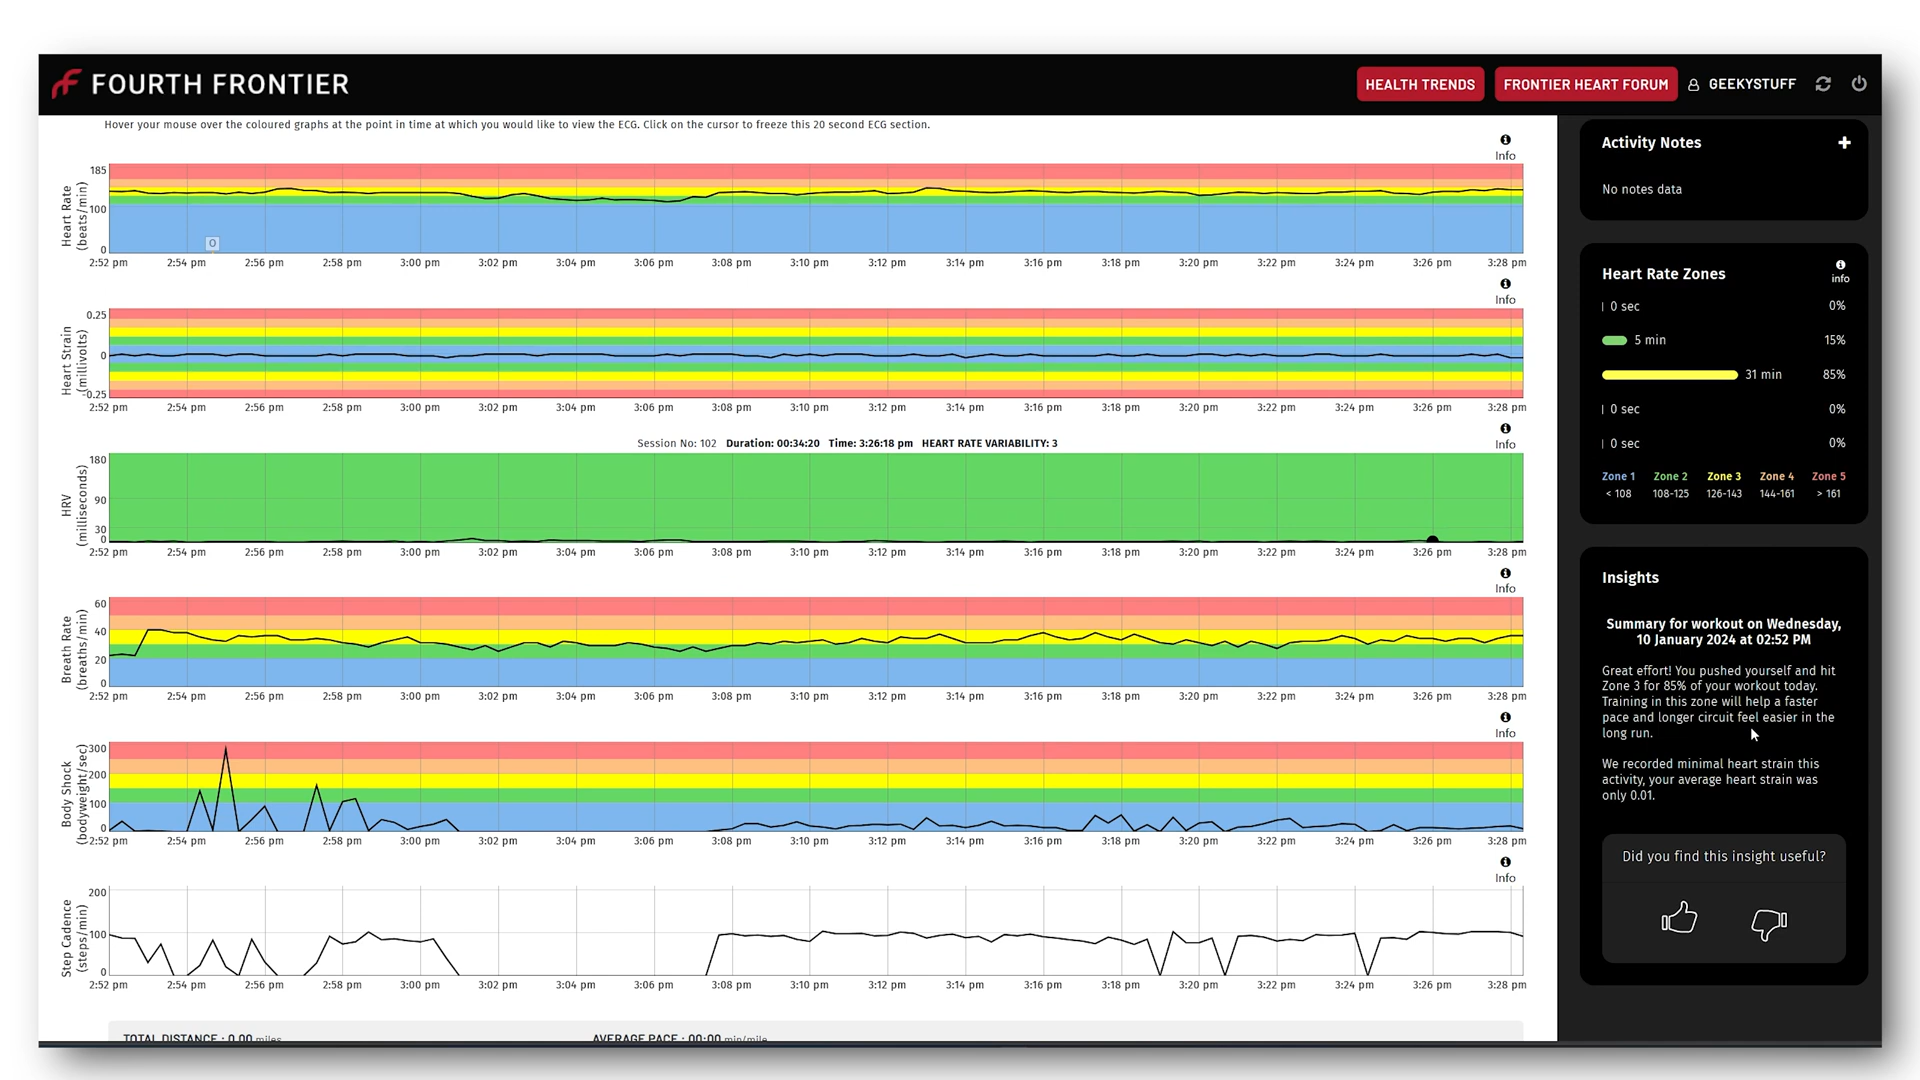 FOURTH FRONTIER
HEALTH TRENDS
FRONTIER HEART FORUM
GEEKYSTUFF
Hover your mouse over the coloured graphs at the point in time at which you would like to view the ECG. Click on the cursor to freeze this 20 second ECG section.
Info
Heart Rate
(beats/min)
185
100
0
O
2:52 pm 2:54 pm 2:56 pm 2:58 pm 3:00 pm 3:02 pm 3:04 pm 3:06 pm 3:08 pm 3:10 pm 3:12 pm 3:14 pm 3:16 pm 3:18 pm 3:20 pm 3:22 pm 3:24 pm 3:26 pm 3:28 pm
Info
Heart Strain
(millivolts)
0.25
0
-0.25
2:52 pm 2:54 pm 2:56 pm 2:58 pm 3:00 pm 3:02 pm 3:04 pm 3:06 pm 3:08 pm 3:10 pm 3:12 pm 3:14 pm 3:16 pm 3:18 pm 3:20 pm 3:22 pm 3:24 pm 3:26 pm 3:28 pm
Session No: 102 Duration: 00:34:20 Time: 3:26:18 pm HEART RATE VARIABILITY: 3
Info
HRV
(milliseconds)
180
90
30
0
2:52 pm 2:54 pm 2:56 pm 2:58 pm 3:00 pm 3:02 pm 3:04 pm 3:06 pm 3:08 pm 3:10 pm 3:12 pm 3:14 pm 3:16 pm 3:18 pm 3:20 pm 3:22 pm 3:24 pm 3:26 pm 3:28 pm
Info
Breath Rate
(breaths/min)
60
40
20
0
2:52 pm 2:54 pm 2:56 pm 2:58 pm 3:00 pm 3:02 pm 3:04 pm 3:06 pm 3:08 pm 3:10 pm 3:12 pm 3:14 pm 3:16 pm 3:18 pm 3:20 pm 3:22 pm 3:24 pm 3:26 pm 3:28 pm
Info
Body Shock
(bodyweight/sec)
300
200
100
0
2:52 pm 2:54 pm 2:56 pm 2:58 pm 3:00 pm 3:02 pm 3:04 pm 3:06 pm 3:08 pm 3:10 pm 3:12 pm 3:14 pm 3:16 pm 3:18 pm 3:20 pm 3:22 pm 3:24 pm 3:26 pm 3:28 pm
Info
Step Cadence
(steps/min)
200
100
0
2:52 pm 2:54 pm 2:56 pm 2:58 pm 3:00 pm 3:02 pm 3:04 pm 3:06 pm 3:08 pm 3:10 pm 3:12 pm 3:14 pm 3:16 pm 3:18 pm 3:20 pm 3:22 pm 3:24 pm 3:26 pm 3:28 pm
TOTAL DISTANCE : 0.00 miles
AVERAGE PACE : 00:00 min/mile
Activity Notes
No notes data
Heart Rate Zones
info
0 sec 0%
5 min 15%
31 min 85%
0 sec 0%
0 sec 0%
Zone 1 Zone 2 Zone 3 Zone 4 Zone 5
< 108 108-125 126-143 144-161 > 161
Insights
Summary for workout on Wednesday,
10 January 2024 at 02:52 PM
Great effort! You pushed yourself and hit
Zone 3 for 85% of your workout today.
Training in this zone will help a faster
pace and longer circuit feel easier in the
long run.
We recorded minimal heart strain this
activity, your average heart strain was
only 0.01.
Did you find this insight useful?